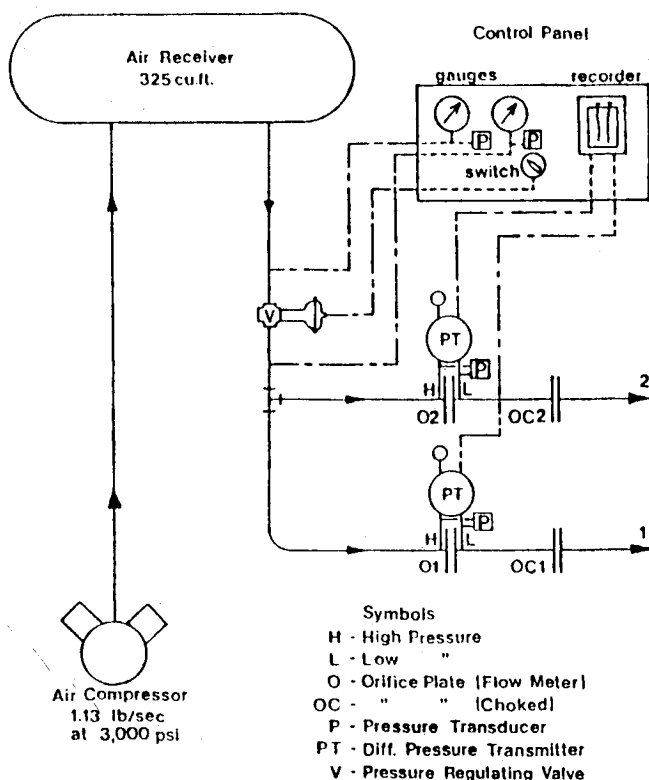 Control Panel
Air Receiver
325 cu.ft.
gauges
recorder
P
P
switch
V
PT
P
H
L
2
O2
OC2
PT
P
H
L
1
O1
OC1
Air Compressor
1.13 lb/sec
at 3,000 psi
Symbols
H - High Pressure
L - Low "
O - Orifice Plate (Flow Meter)
OC - " " (Choked)
P - Pressure Transducer
PT - Diff. Pressure Transmitter
V - Pressure Regulating Valve